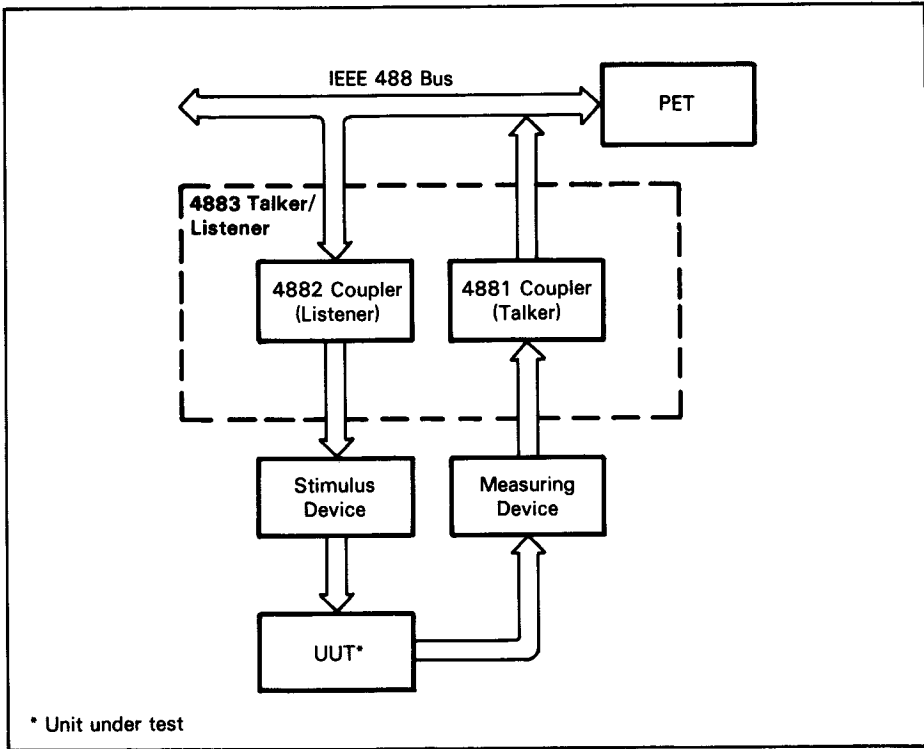 IEEE 488 Bus
PET
4883 Talker/
Listener
4882 Coupler
(Listener)
4881 Coupler
(Talker)
Stimulus
Device
Measuring
Device
UUT*
* Unit under test